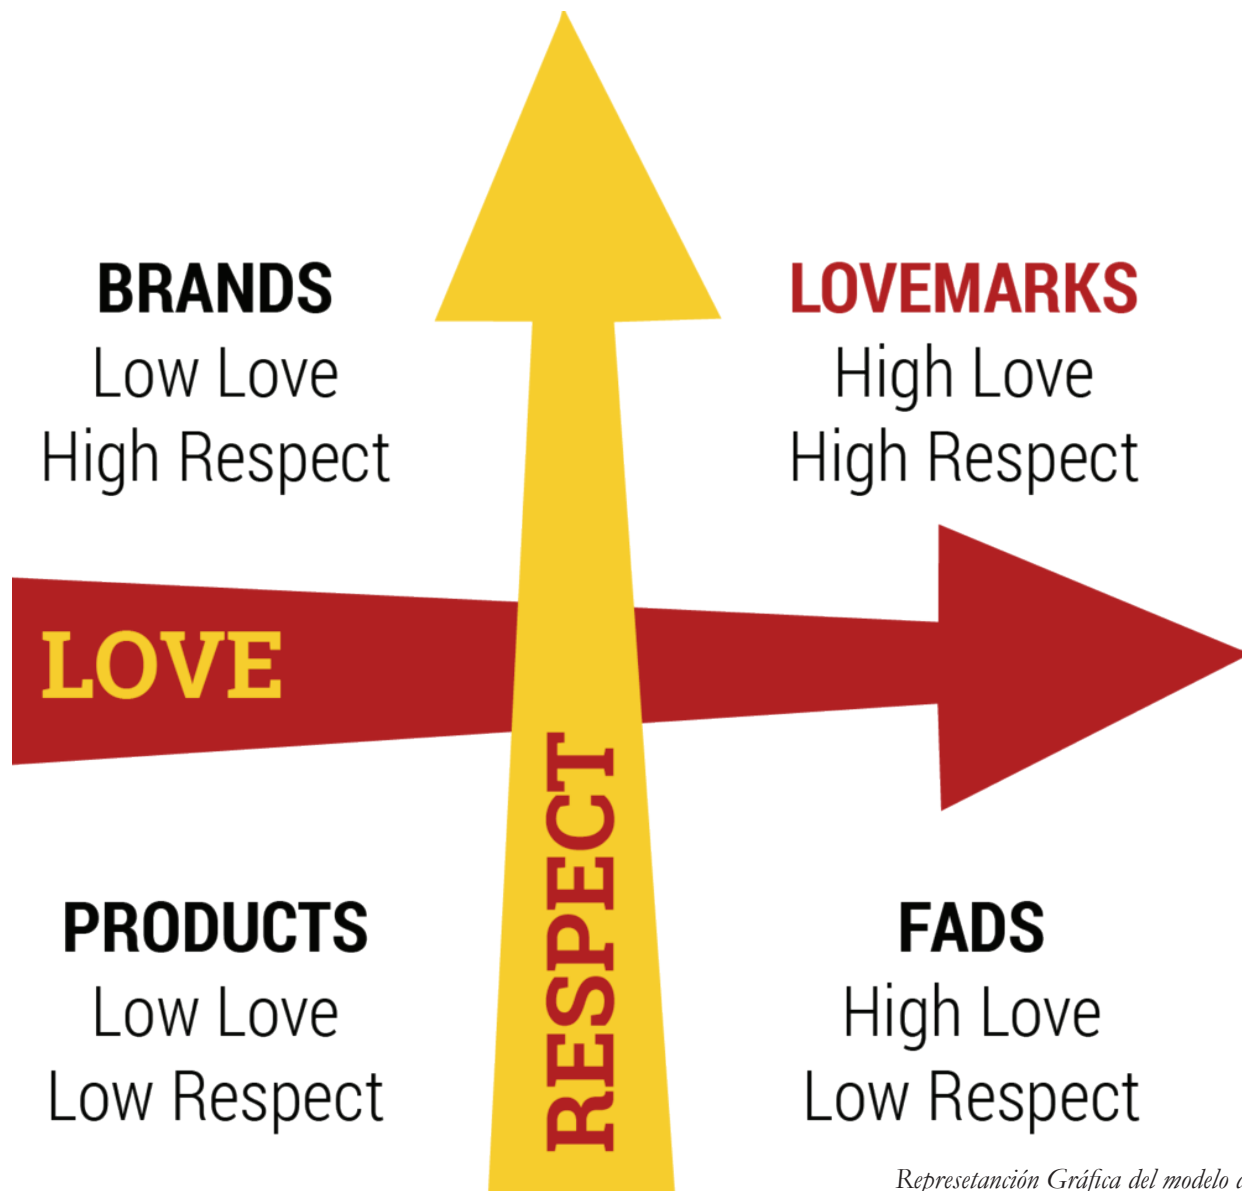 BRANDS
Low Love
High Respect
LOVEMARKS
High Love
High Respect
LOVE
RESPECT
PRODUCTS
Low Love
Low Respect
FADS
High Love
Low Respect
Represetanción Gráfica del modelo